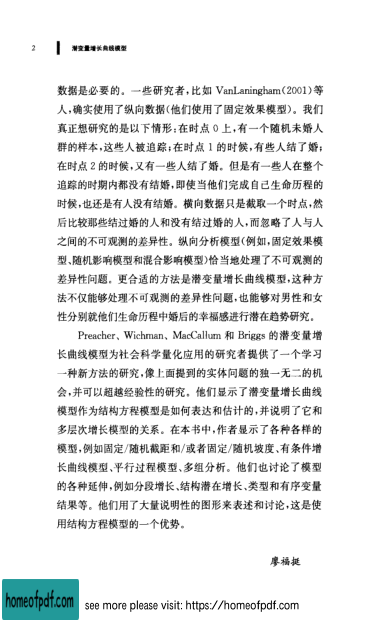 2
潜变量增长曲线模型
数据是必要的。一些研究者,比如 VanLaningham(2001)等
人,确实使用了纵向数据(他们使用了固定效果模型)。我们
真正想研究的是以下情形:在时点 0 上,有一个随机未婚人
群的样本,这些人被追踪;在时点 1 的时候,有些人结了婚;
在时点 2 的时候,又有一些人结了婚。但是有一些人在整个
追踪的时期内都没有结婚,即使当他们完成自己生命历程的
时候,也还是有人没有结婚。横向数据只是截取一个时点,然
后比较那些结过婚的人和没有结过婚的人,而忽略了人与人
之间的不可观测的差异性。纵向分析模型(例如,固定效果模
型、随机影响模型和混合影响模型)恰当地处理了不可观测的
差异性问题。更合适的方法是潜变量增长曲线模型,这种方
法不仅能够处理不可观测的差异性问题,也能够对男性和女
性分别就他们生命历程中婚后的幸福感进行潜在趋势研究。
Preacher、Wichman、MacCallum 和 Briggs 的潜变量增
长曲线模型为社会科学量化应用的研究者提供了一个学习
一种新方法的研究,像上面提到的实体问题的独一无二的机
会,并可以超越经验性的研究。他们显示了潜变量增长曲线
模型作为结构方程模型是如何表达和估计的,并说明了它和
多层次增长模型的关系。在本书中,作者显示了各种各样的
模型,例如固定/随机截距和/或者固定/随机坡度、有条件增
长曲线模型、平行过程模型、多组分析。他们也讨论了模型
的各种延伸,例如分段增长、结构潜在增长、类型和有序变量
结果等。他们用了大量说明性的图形来表述和讨论,这是使
用结构方程模型的一个优势。
廖福挺
homeofpdf.com
see more please visit: https://homeofpdf.com